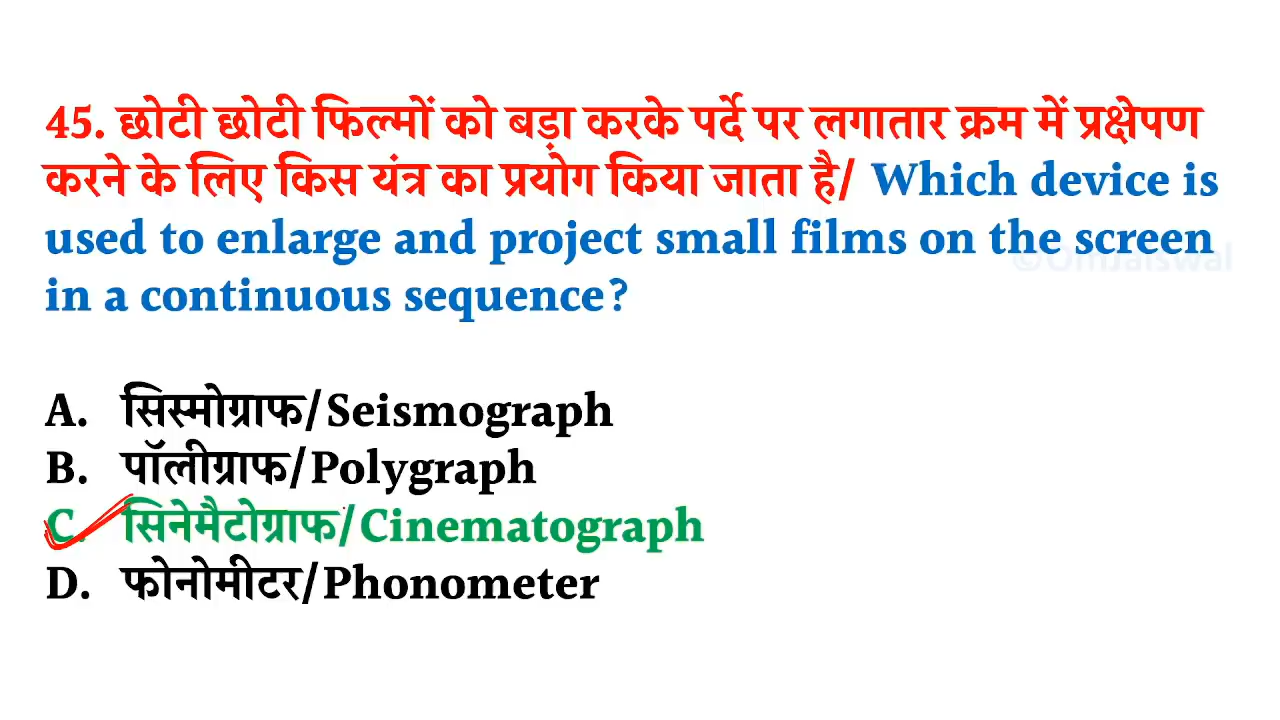 45. छोटी छोटी फिल्मों को बड़ा करके पर्दे पर लगातार क्रम में प्रक्षेपण
करने के लिए किस यंत्र का प्रयोग किया जाता है/ Which device is
used to enlarge and project small films on the screen
©OmJaiswal
in a continuous sequence?
A. सिस्मोग्राफ/Seismograph
B. पॉलीग्राफ/Polygraph
C. सिनेमैटोग्राफ/Cinematograph
D. फोनोमीटर/Phonometer